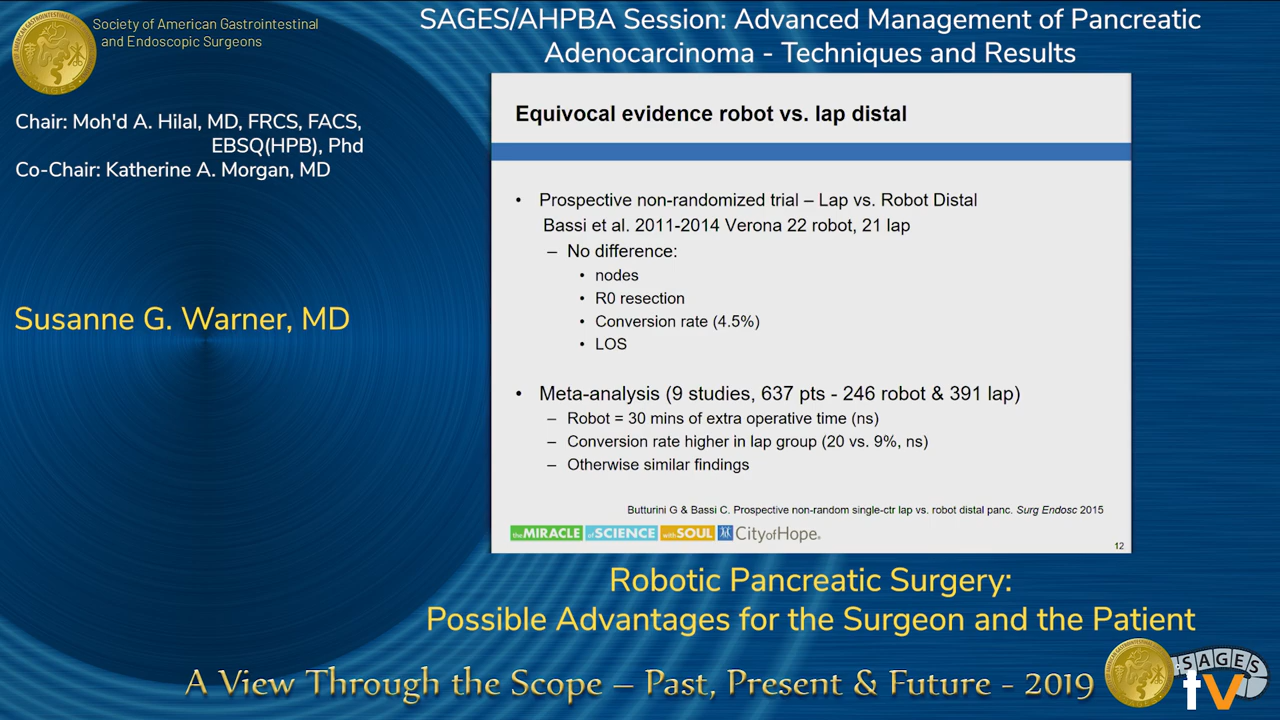 Society of American Gastrointestinal
and Endoscopic Surgeons
SAGES/AHPBA Session: Advanced Management of Pancreatic
Adenocarcinoma - Techniques and Results
Chair: Moh'd A. Hilal, MD, FRCS, FACS,
EBSQ(HPB), Phd
Co-Chair: Katherine A. Morgan, MD
Susanne G. Warner, MD
Equivocal evidence robot vs. lap distal
• Prospective non-randomized trial – Lap vs. Robot Distal
Bassi et al. 2011-2014 Verona 22 robot, 21 lap
– No difference:
• nodes
• R0 resection
• Conversion rate (4.5%)
• LOS
• Meta-analysis (9 studies, 637 pts - 246 robot & 391 lap)
– Robot = 30 mins of extra operative time (ns)
– Conversion rate higher in lap group (20 vs. 9%, ns)
– Otherwise similar findings
Butturini G & Bassi C. Prospective non-random single-ctr lap vs. robot distal panc. Surg Endosc 2015
the MIRACLE of SCIENCE with SOUL CityofHope®
12
Robotic Pancreatic Surgery:
Possible Advantages for the Surgeon and the Patient
A View Through the Scope – Past, Present & Future - 2019
SAGES
tv